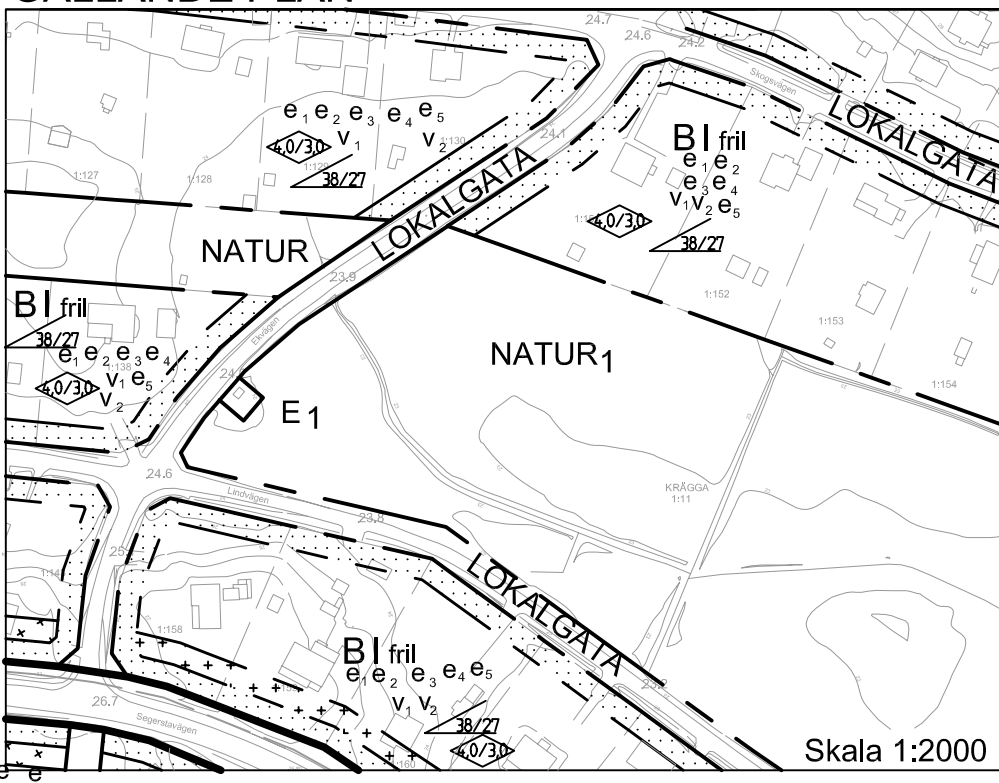 GÄLLANDE PLAN
24.7
24.6
24.2
Skogsvägen
LOKALGATA
e1 e2 e3 e4 e5
4,0/3,0 v1 v2 1:130
24.1
1:129
38/27
1:127
1:128
B I fril
e1 e2
e3 e4
v1 v2 e5
4,0/3,0
38/27
LOKALGATA
NATUR
23.9
1:152
1:153
1:154
B I fril
38/27
e1 e2 e3 e4
1:138
v1 e5
4,0/3,0
v2
Ekvägen
NATUR1
E1
24.6
Lindvägen
23.8
KRÄGGA
1:11
LOKALGATA
1:158
B I fril
e1 e2 e3 e4 e5
v1 v2
38/27
4,0/3,0
1:160
26.7
Segerstavägen
e e
Skala 1:2000